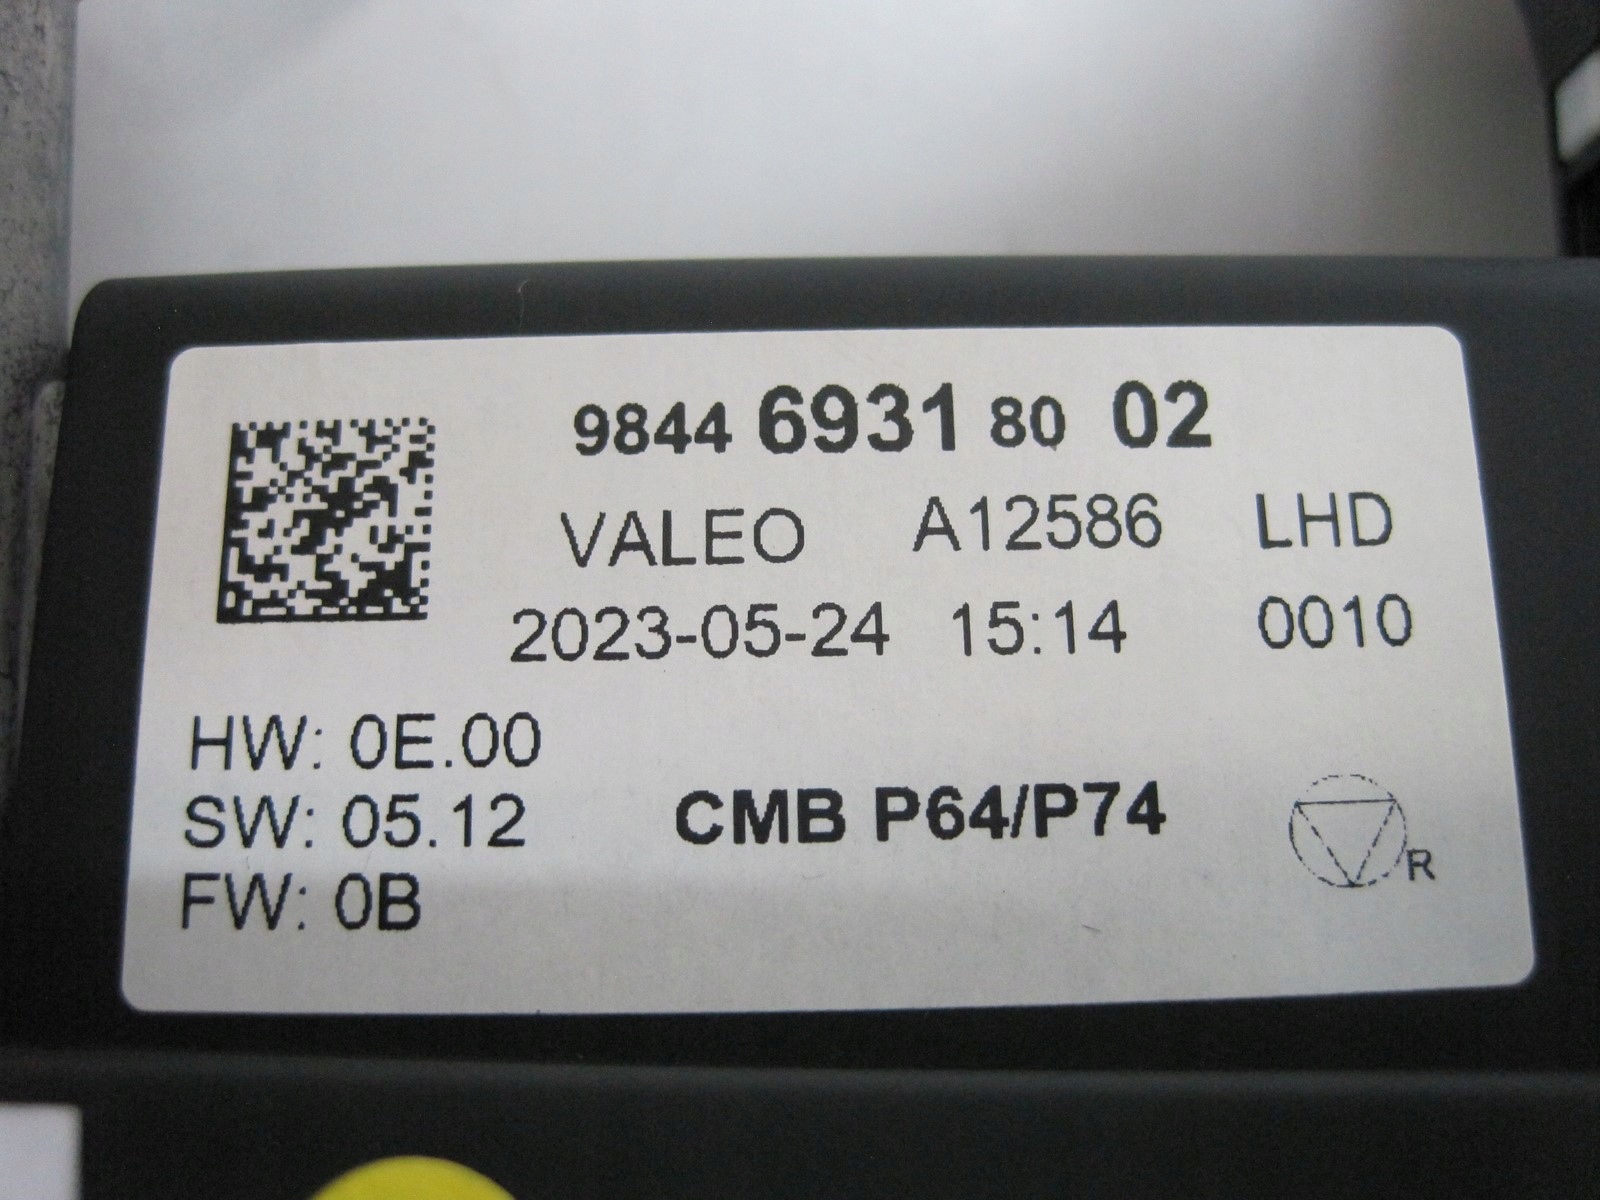 9844 6931 80 02
VALEO A12586 LHD
2023-05-24 15:14 0010
HW: 0E.00
SW: 05.12
CMB P64/P74
R
FW: 0B